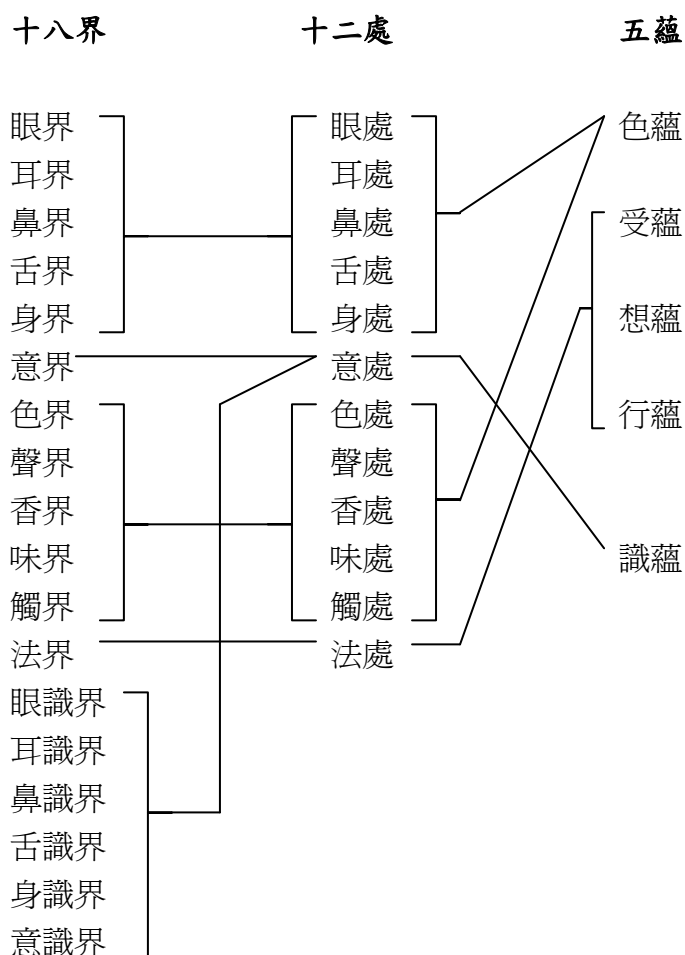 十八界 十二處 五蘊
眼界 眼處 色蘊
耳界 耳處
鼻界 鼻處 受蘊
舌界 舌處
身界 身處 想蘊
意界 意處
色界 色處 行蘊
聲界 聲處
香界 香處
味界 味處 識蘊
觸界 觸處
法界 法處
眼識界
耳識界
鼻識界
舌識界
身識界
意識界